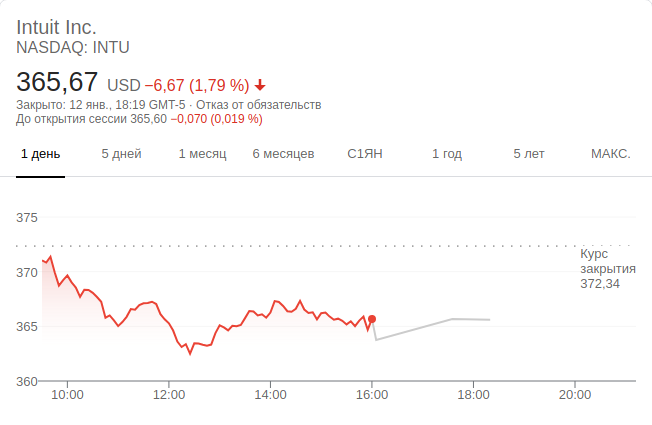 Intuit Inc.
NASDAQ: INTU
365,67 USD −6,67 (1,79 %)
Закрыто: 12 янв., 18:19 GMT-5 · Отказ от обязательств
До открытия сессии 365,60 −0,070 (0,019 %)
1 день 5 дней 1 месяц 6 месяцев С1ЯН 1 год 5 лет МАКС.
375
370
365
360
Курс
закрытия
372,34
10:00 12:00 14:00 16:00 18:00 20:00